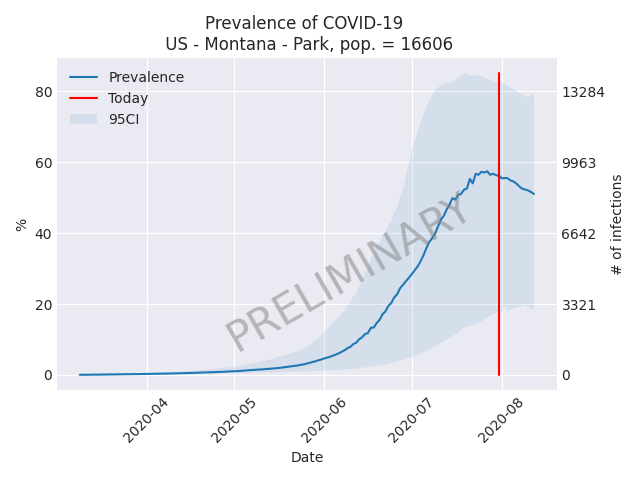 Prevalence of COVID-19
US - Montana - Park, pop. = 16606
Prevalence
Today
95CI
80
60
40
20
0
%
13284
9963
6642
3321
0
# of infections
PRELIMINARY
2020-04
2020-05
2020-06
2020-07
2020-08
Date